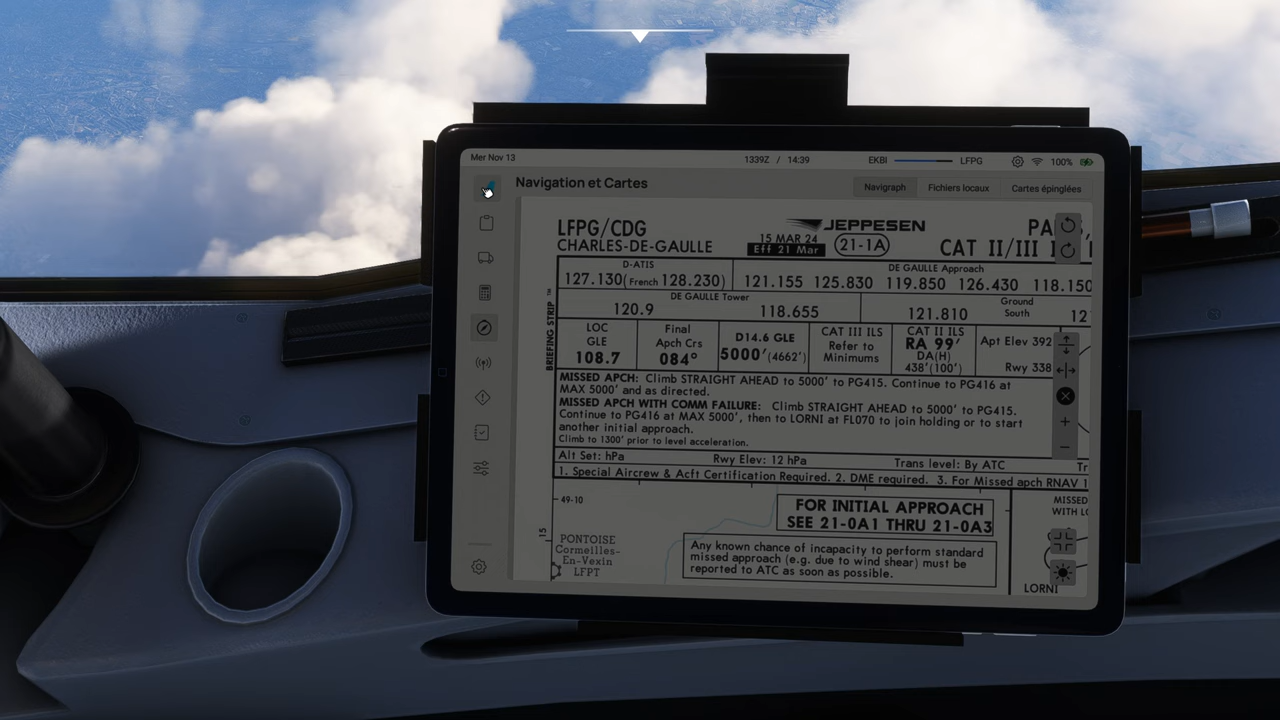 Mer Nov 13
1339Z / 14:39
EKBI
LFPG
100%
Navigation et Cartes
Navigraph
Fichiers locaux
Cartes épinglées
LFPG/CDG
CHARLES-DE-GAULLE
15 MAR 24
Eff 21 Mar
JEPPESEN
21-1A
CAT II/III
D-ATIS
127.130(French 128.230)
DE GAULLE Approach
121.155 125.830 119.850 126.430 118.150
DE GAULLE Tower
120.9 118.655
Ground
South
121.810
BRIEFING STRIP™
LOC
GLE
108.7
Final
Apch Crs
084°
D14.6 GLE
5000'(4662')
CAT III ILS
Refer to
Minimums
CAT II ILS
RA 99'
DA(H)
438'(100')
Apt Elev 392
Rwy 338
MISSED APCH: Climb STRAIGHT AHEAD to 5000' to PG415. Continue to PG416 at
MAX 5000' and as directed.
MISSED APCH WITH COMM FAILURE: Climb STRAIGHT AHEAD to 5000' to PG415.
Continue to PG416 at MAX 5000', then to LORNI at FL070 to join holding or to start
another initial approach.
Climb to 1300' prior to level acceleration.
Alt Set: hPa Rwy Elev: 12 hPa Trans level: By ATC
1. Special Aircrew & Acft Certification Required. 2. DME required. 3. For Missed apch RNAV 1
49-10
FOR INITIAL APPROACH
SEE 21-0A1 THRU 21-0A3
MISSED
15
PONTOISE
Cormeilles-
En-Vexin
LFPT
Any known chance of incapacity to perform standard
missed approach (e.g. due to wind shear) must be
reported to ATC as soon as possible.
LORNI